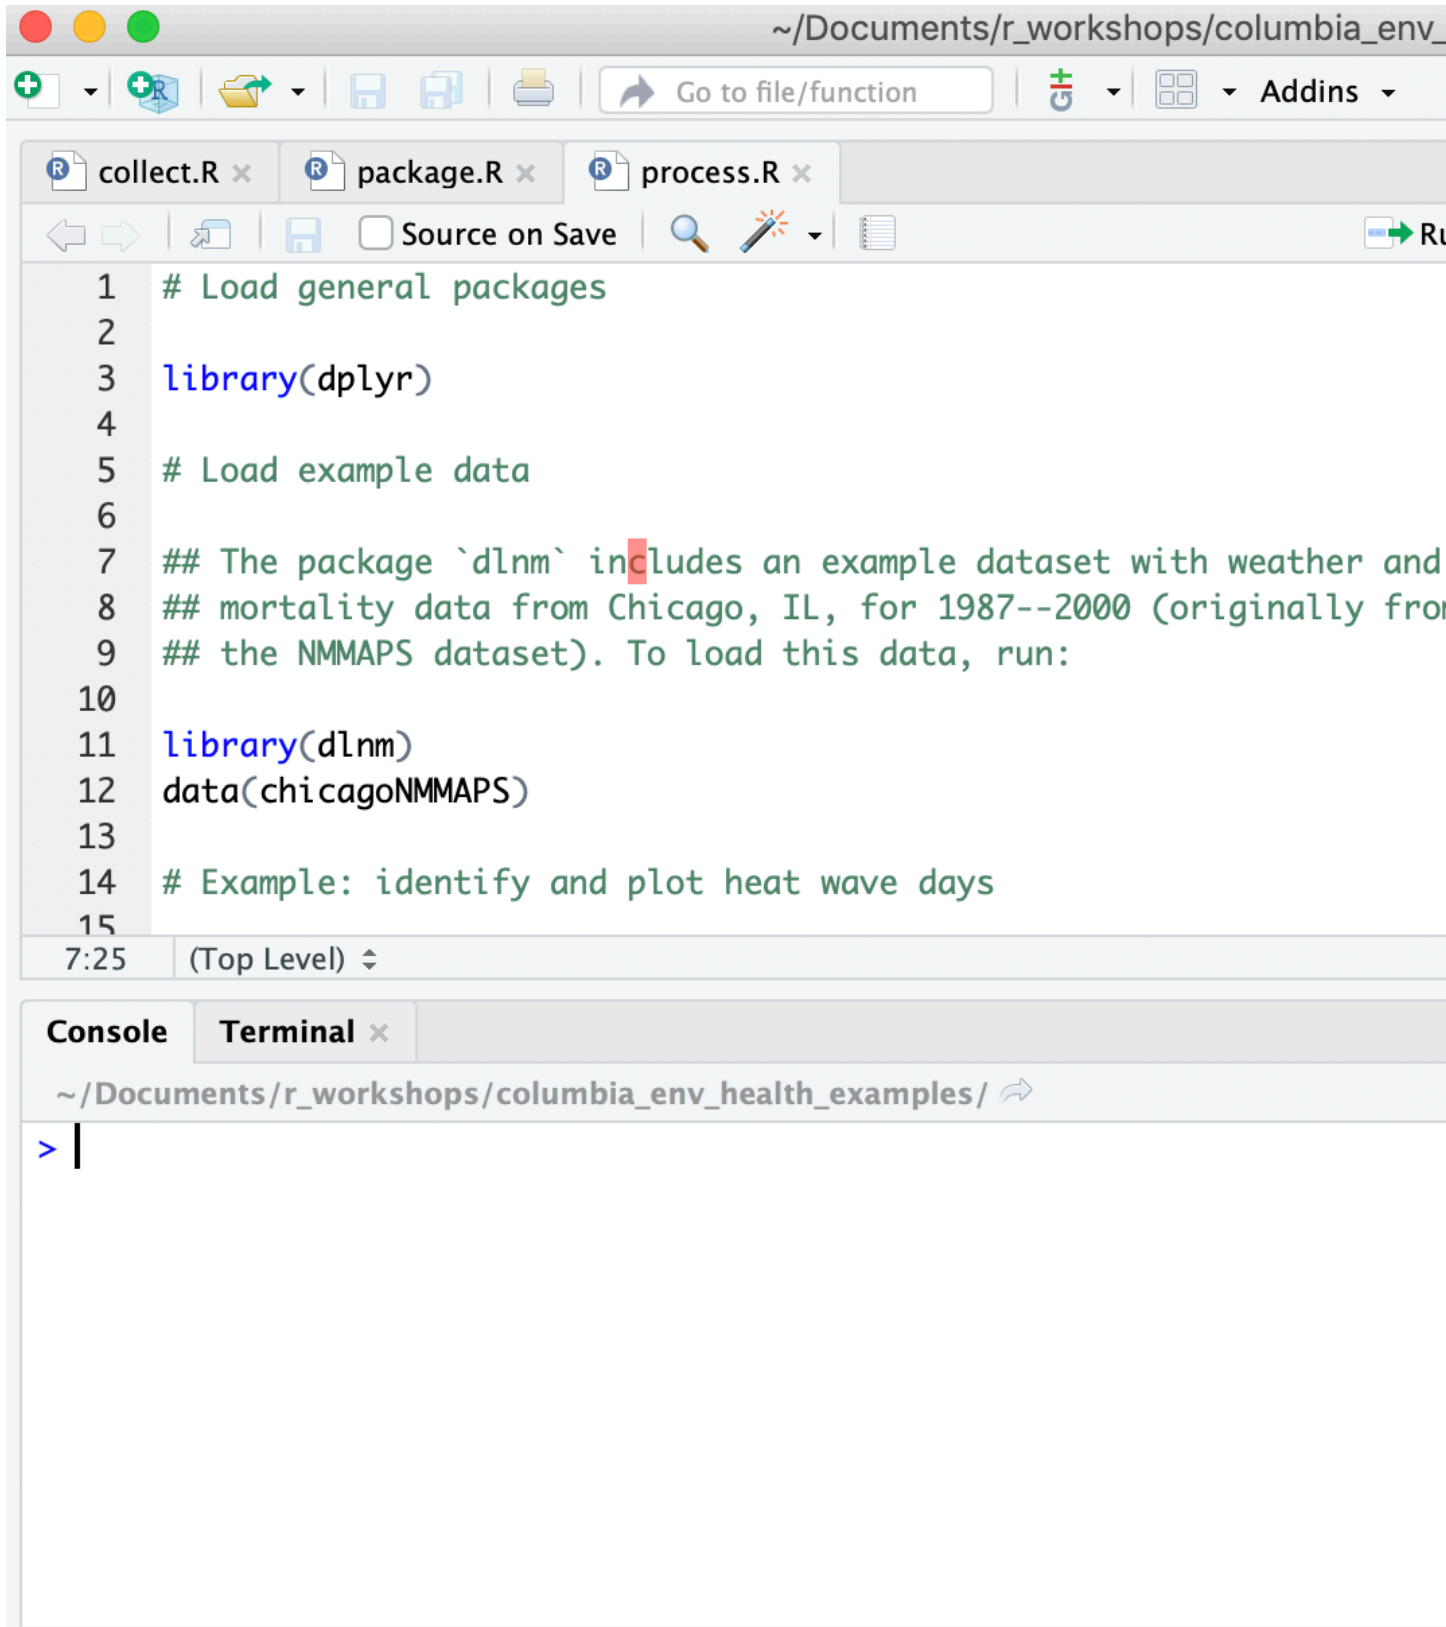 ~/Documents/r_workshops/columbia_env_
Go to file/function
Addins
collect.R
package.R
process.R
Source on Save
1 # Load general packages
2
3 library(dplyr)
4
5 # Load example data
6
7 ## The package `dlnm` includes an example dataset with weather and
8 ## mortality data from Chicago, IL, for 1987--2000 (originally
9 ## the NMMAPS dataset). To load this data, run:
10
11 library(dlnm)
12 data(chicagoNMMAPS)
13
14 # Example: identify and plot heat wave days
15
7:25 (Top Level)
Console Terminal
~/Documents/r_workshops/columbia_env_health_examples/
>